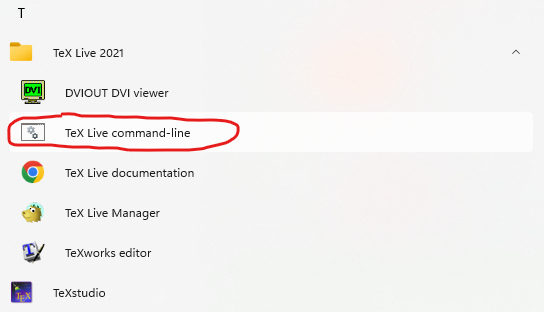 T
TeX Live 2021
DVI
DVIOUT DVI viewer
TeX Live command-line
TeX Live documentation
TeX Live Manager
TeXworks editor
TeXstudio